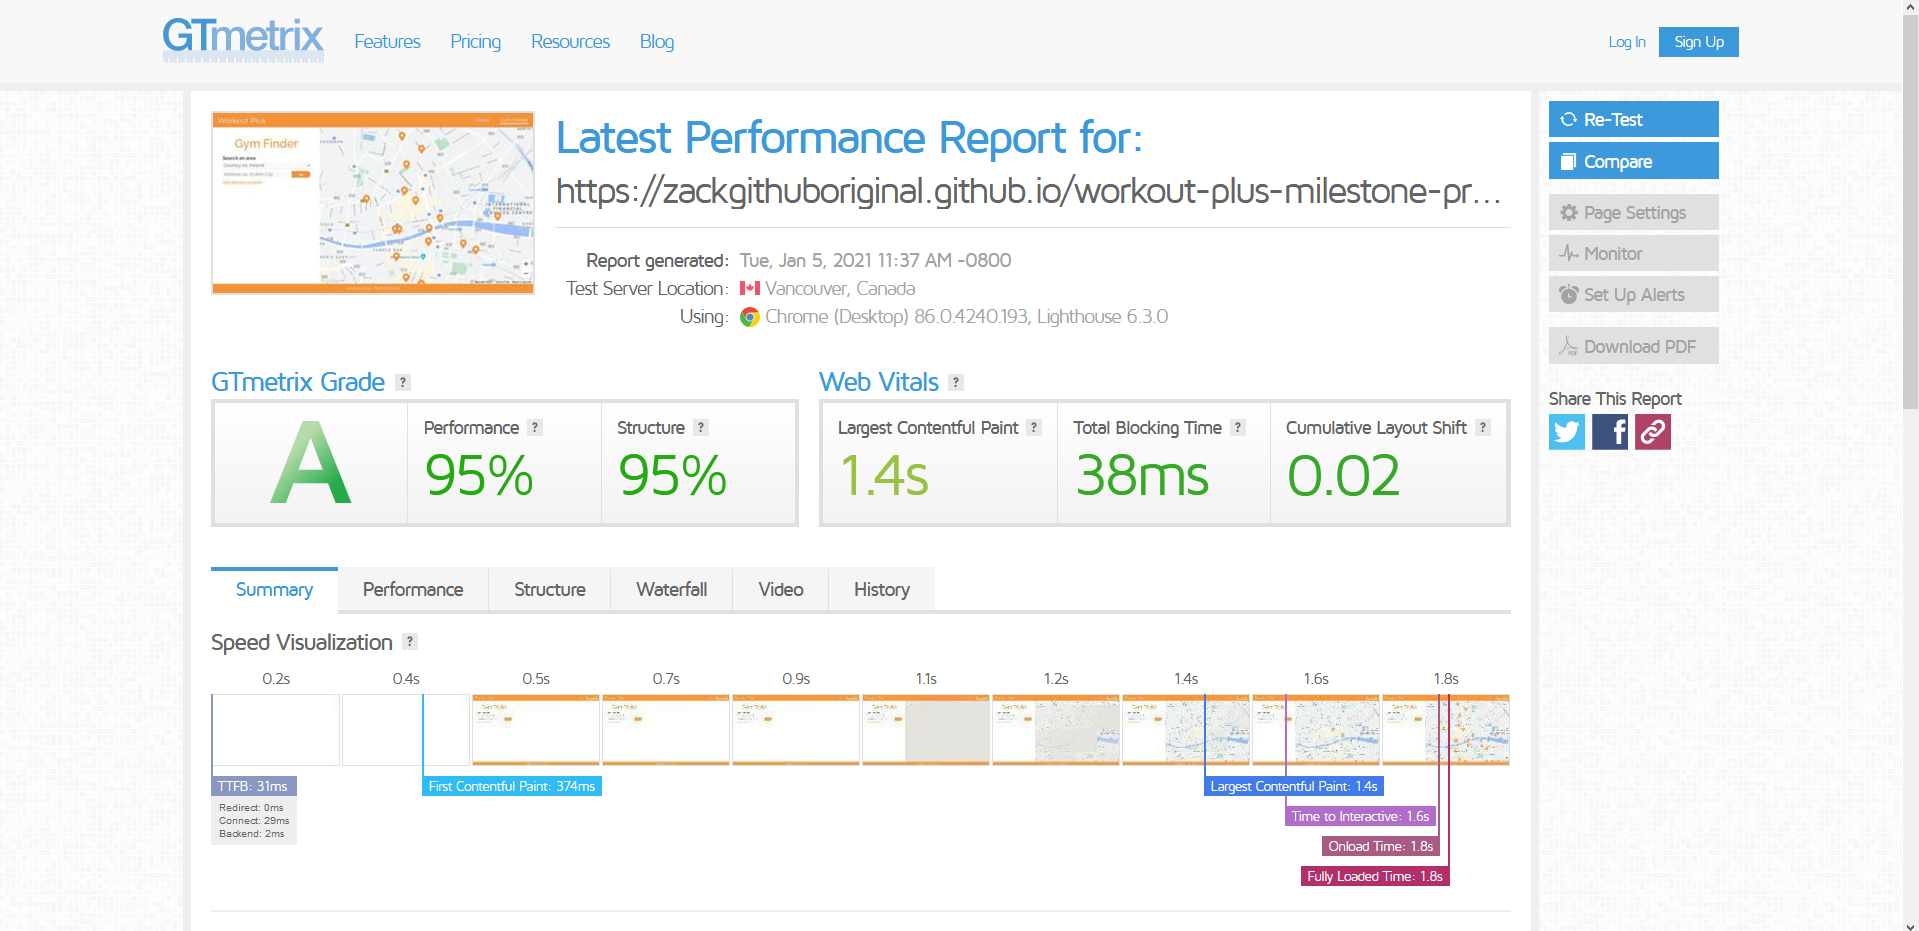 GTmetrix
Features
Pricing
Resources
Blog
Log In
Sign Up
Workout Plus
Home
Gym Finder
Gym Finder
Search an area
Latest Performance Report for:
https://zackgithuboriginal.github.io/workout-plus-milestone-pr...
Report generated: Tue, Jan 5, 2021 11:37 AM -0800
Test Server Location: Vancouver, Canada
Using: Chrome (Desktop) 86.0.4240.193, Lighthouse 6.3.0
Re-Test
Compare
Page Settings
Monitor
Set Up Alerts
Download PDF
Share This Report
GTmetrix Grade ?
A
Performance ?
95%
Structure ?
95%
Web Vitals ?
Largest Contentful Paint ?
1.4s
Total Blocking Time ?
38ms
Cumulative Layout Shift ?
0.02
Summary
Performance
Structure
Waterfall
Video
History
Speed Visualization ?
0.2s
0.4s
0.5s
0.7s
0.9s
1.1s
1.2s
1.4s
1.6s
1.8s
TTFB: 31ms
Redirect: 0ms
Connect: 29ms
Backend: 2ms
First Contentful Paint: 374ms
Largest Contentful Paint: 1.4s
Time to Interactive: 1.6s
Onload Time: 1.8s
Fully Loaded Time: 1.8s